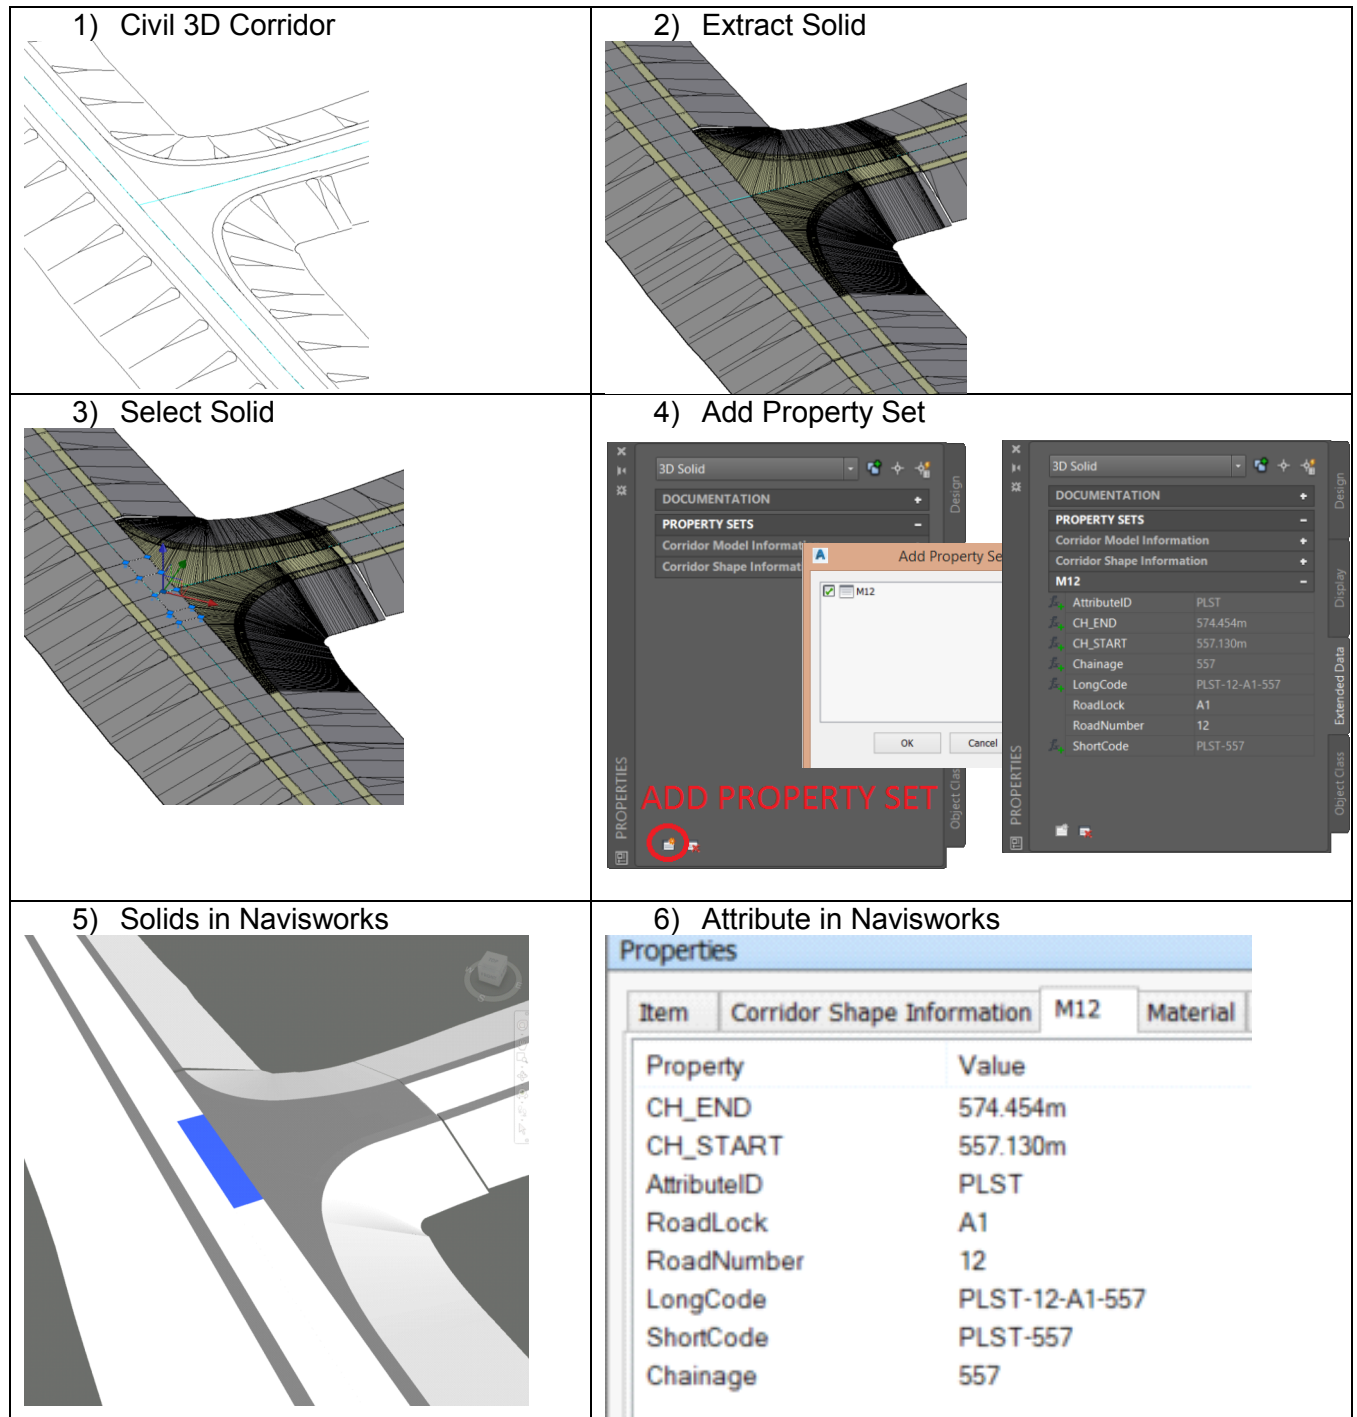 1) Civil 3D Corridor
2) Extract Solid
3) Select Solid
4) Add Property Set
3D Solid
DOCUMENTATION
PROPERTY SETS
Corridor Model Informat
Corridor Shape Informat
Add Property Se
M12
OK Cancel
ADD PROPERTY SET
PROPERTIES
Design
Object Clas
3D Solid
DOCUMENTATION
PROPERTY SETS
Corridor Model Information
Corridor Shape Information
M12
AttributeID PLST
CH_END 574.454m
CH_START 557.130m
Chainage 557
LongCode PLST-12-A1-557
RoadLock A1
RoadNumber 12
ShortCode PLST-557
PROPERTIES
Design
Display
Extended Data
Object Class
5) Solids in Navisworks
6) Attribute in Navisworks
Properties
Item Corridor Shape Information M12 Material
Property Value
CH_END 574.454m
CH_START 557.130m
AttributeID PLST
RoadLock A1
RoadNumber 12
LongCode PLST-12-A1-557
ShortCode PLST-557
Chainage 557